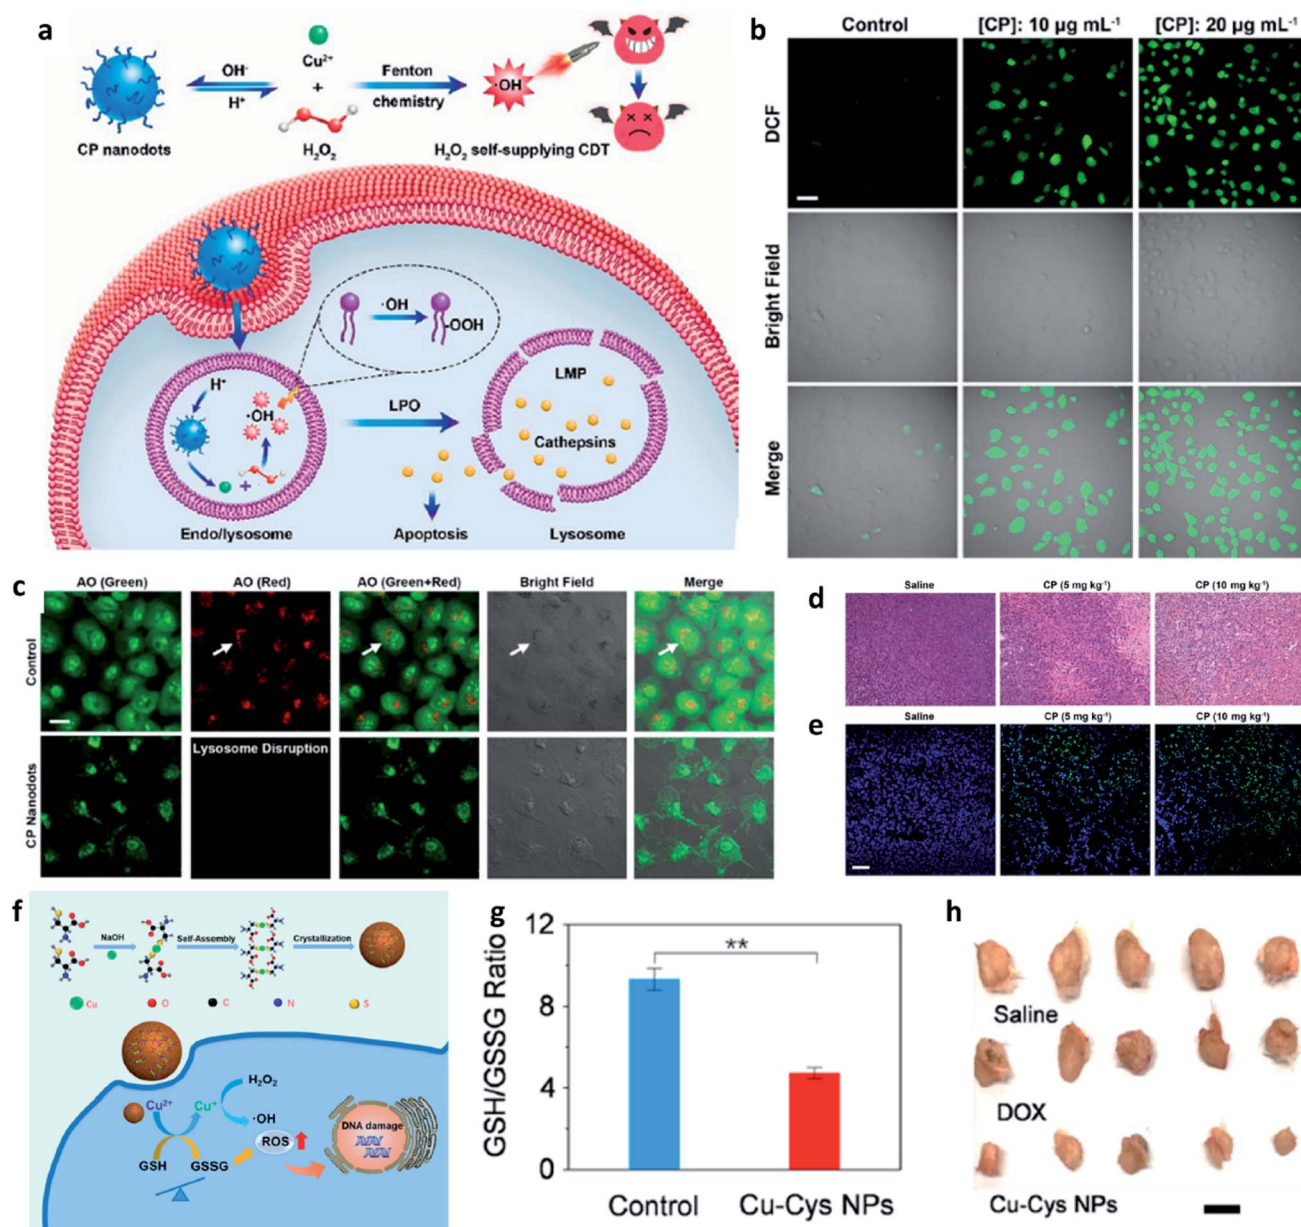 a
OH⁻
H⁺
Cu²⁺
+
Fenton
chemistry
·OH
CP nanodots
H₂O₂
H₂O₂ self-supplying CDT
·OH
-OOH
H⁺
·OH
+
LPO
LMP
Cathepsins
Endo/lysosome
Apoptosis
Lysosome
b
Control
[CP]: 10 µg mL⁻¹
[CP]: 20 µg mL⁻¹
DCF
Bright Field
Merge
c
AO (Green)
AO (Red)
AO (Green+Red)
Bright Field
Merge
Control
CP Nanodots
Lysosome Disruption
d
Saline
CP (5 mg kg⁻¹)
CP (10 mg kg⁻¹)
e
Saline
CP (5 mg kg⁻¹)
CP (10 mg kg⁻¹)
f
NaOH
Self-Assembly
Crystallization
Cu
O
C
N
S
Cu²⁺
Cu⁺
H₂O₂
·OH
ROS
GSH
GSSG
DNA damage
g
GSH/GSSG Ratio
12
8
4
0
**
Control
Cu-Cys NPs
h
Saline
DOX
Cu-Cys NPs